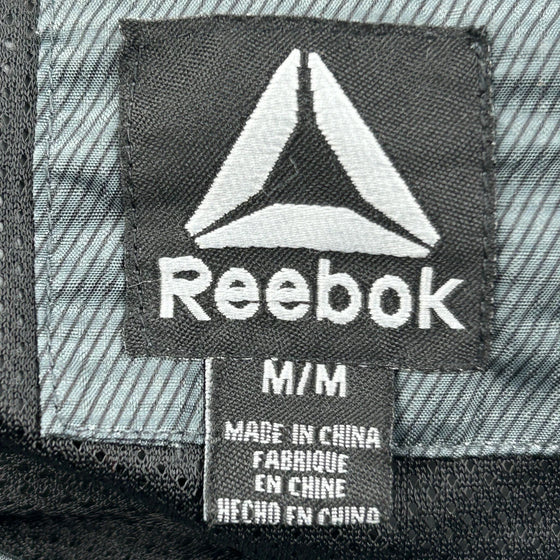 Reebok
M/M
MADE IN CHINA
FABRIQUE
EN CHINE
HECHO EN CHINA